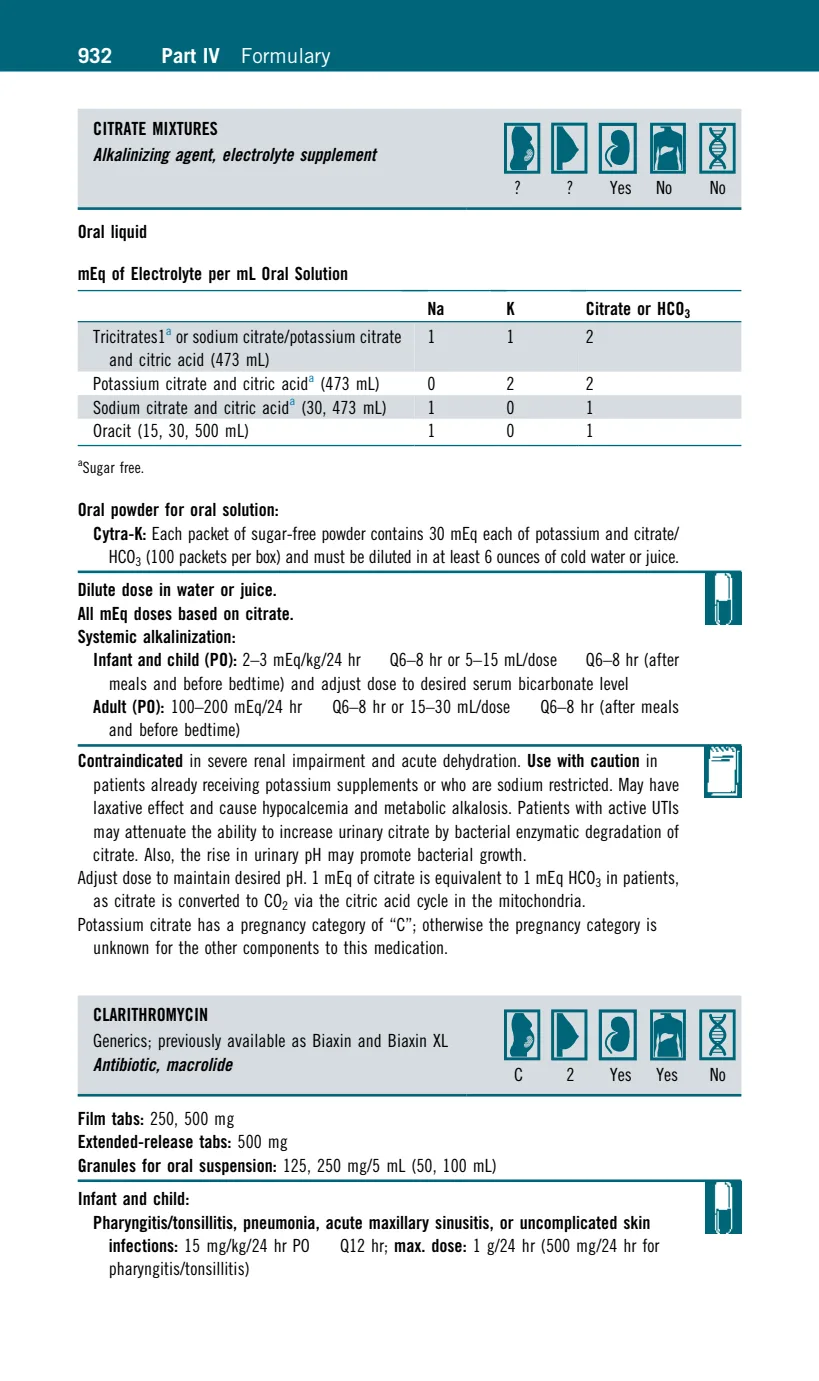 932 Part IV Formulary
CITRATE MIXTURES
Alkalinizing agent, electrolyte supplement
? ? Yes No No
Oral liquid
mEq of Electrolyte per mL Oral Solution
Na K Citrate or HCO3
Tricitrates1a or sodium citrate/potassium citrate 1 1 2
and citric acid (473 mL)
Potassium citrate and citric acida (473 mL) 0 2 2
Sodium citrate and citric acida (30, 473 mL) 1 0 1
Oracit (15, 30, 500 mL) 1 0 1
aSugar free.
Oral powder for oral solution:
Cytra-K: Each packet of sugar-free powder contains 30 mEq each of potassium and citrate/
HCO3 (100 packets per box) and must be diluted in at least 6 ounces of cold water or juice.
Dilute dose in water or juice.
All mEq doses based on citrate.
Systemic alkalinization:
Infant and child (PO): 2–3 mEq/kg/24 hr Q6–8 hr or 5–15 mL/dose Q6–8 hr (after
meals and before bedtime) and adjust dose to desired serum bicarbonate level
Adult (PO): 100–200 mEq/24 hr Q6–8 hr or 15–30 mL/dose Q6–8 hr (after meals
and before bedtime)
Contraindicated in severe renal impairment and acute dehydration. Use with caution in
patients already receiving potassium supplements or who are sodium restricted. May have
laxative effect and cause hypocalcemia and metabolic alkalosis. Patients with active UTIs
may attenuate the ability to increase urinary citrate by bacterial enzymatic degradation of
citrate. Also, the rise in urinary pH may promote bacterial growth.
Adjust dose to maintain desired pH. 1 mEq of citrate is equivalent to 1 mEq HCO3 in patients,
as citrate is converted to CO2 via the citric acid cycle in the mitochondria.
Potassium citrate has a pregnancy category of “C”; otherwise the pregnancy category is
unknown for the other components to this medication.
CLARITHROMYCIN
Generics; previously available as Biaxin and Biaxin XL
Antibiotic, macrolide
C 2 Yes Yes No
Film tabs: 250, 500 mg
Extended-release tabs: 500 mg
Granules for oral suspension: 125, 250 mg/5 mL (50, 100 mL)
Infant and child:
Pharyngitis/tonsillitis, pneumonia, acute maxillary sinusitis, or uncomplicated skin
infections: 15 mg/kg/24 hr PO Q12 hr; max. dose: 1 g/24 hr (500 mg/24 hr for
pharyngitis/tonsillitis)